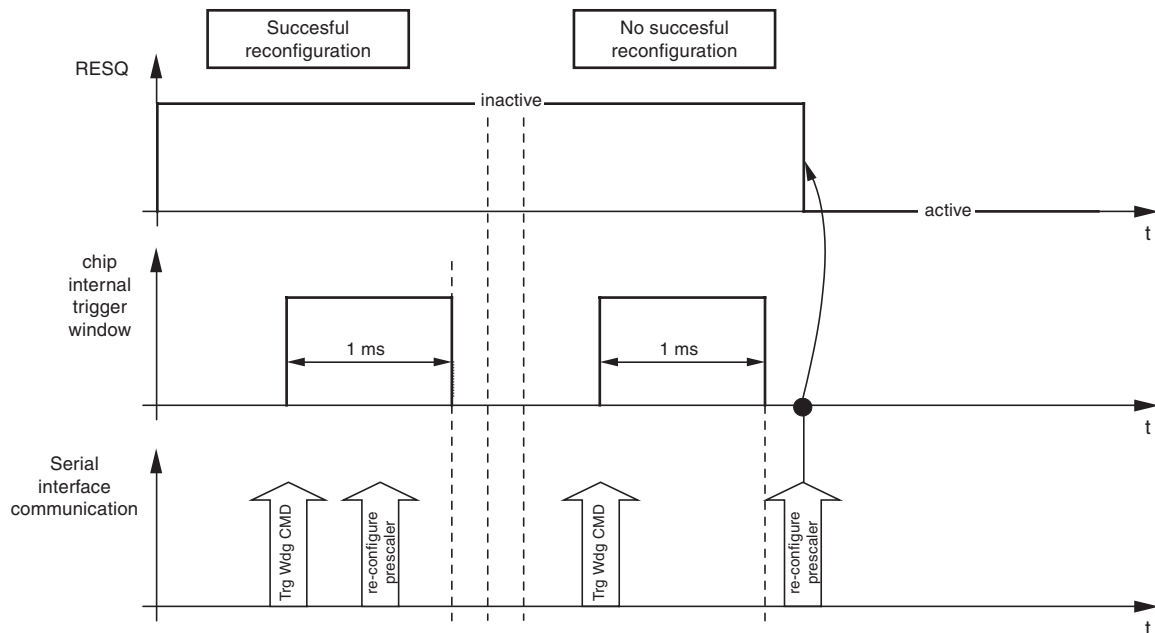 Succesful
reconfiguration
No succesful
reconfiguration
RESQ
inactive
active
t
chip
internal
trigger
window
1 ms
1 ms
t
Serial
interface
communication
Trg Wdg CMD
re-configure
prescaler
Trg Wdg CMD
re-configure
prescaler
t